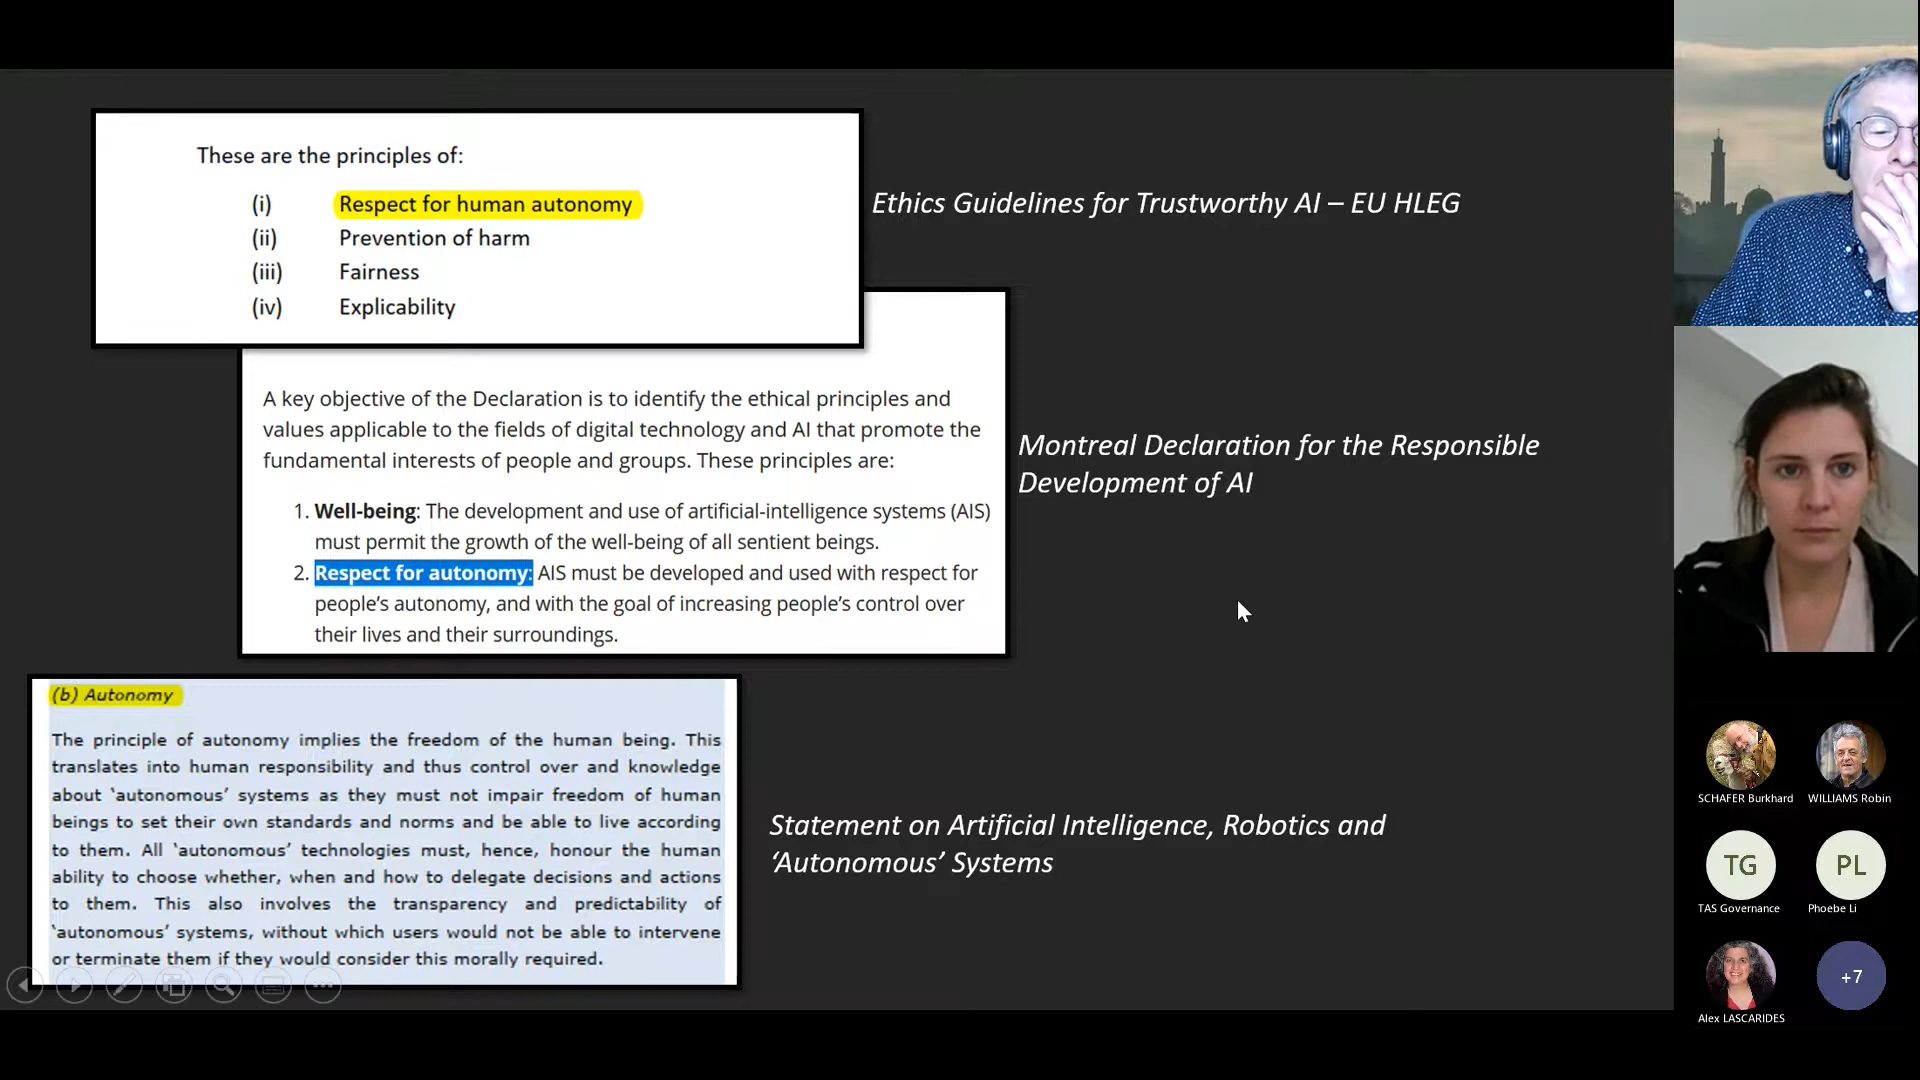 These are the principles of:
(i) Respect for human autonomy
(ii) Prevention of harm
(iii) Fairness
(iv) Explicability
Ethics Guidelines for Trustworthy AI – EU HLEG
A key objective of the Declaration is to identify the ethical principles and
values applicable to the fields of digital technology and AI that promote the
fundamental interests of people and groups. These principles are:
1. Well-being: The development and use of artificial-intelligence systems (AIS)
must permit the growth of the well-being of all sentient beings.
2. Respect for autonomy: AIS must be developed and used with respect for
people’s autonomy, and with the goal of increasing people’s control over
their lives and their surroundings.
Montreal Declaration for the Responsible
Development of AI
(b) Autonomy
The principle of autonomy implies the freedom of the human being. This
translates into human responsibility and thus control over and knowledge
about ‘autonomous’ systems as they must not impair freedom of human
beings to set their own standards and norms and be able to live according
to them. All ‘autonomous’ technologies must, hence, honour the human
ability to choose whether, when and how to delegate decisions and actions
to them. This also involves the transparency and predictability of
‘autonomous’ systems, without which users would not be able to intervene
or terminate them if they would consider this morally required.
Statement on Artificial Intelligence, Robotics and
‘Autonomous’ Systems
SCHAFER Burkhard
WILLIAMS Robin
TG
TAS Governance
PL
Phoebe Li
Alex LASCARIDES
+7